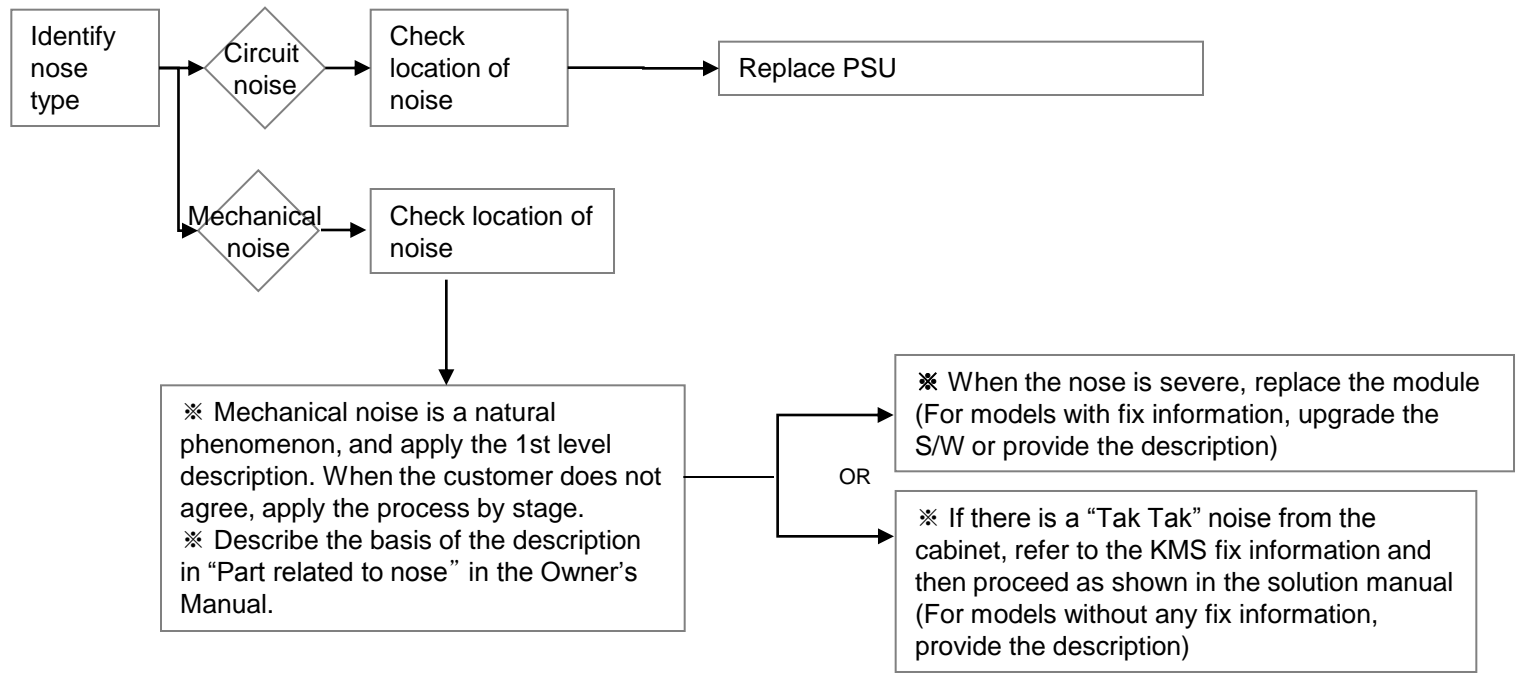 Identify
nose
type
Circuit
noise
Check
location of
noise
Replace PSU
Mechanical
noise
Check location of
noise
※ Mechanical noise is a natural
phenomenon, and apply the 1st level
description. When the customer does not
agree, apply the process by stage.
※ Describe the basis of the description
in “Part related to nose” in the Owner’s
Manual.
OR
※ When the nose is severe, replace the module
(For models with fix information, upgrade the
S/W or provide the description)
※ If there is a “Tak Tak” noise from the
cabinet, refer to the KMS fix information and
then proceed as shown in the solution manual
(For models without any fix information,
provide the description)